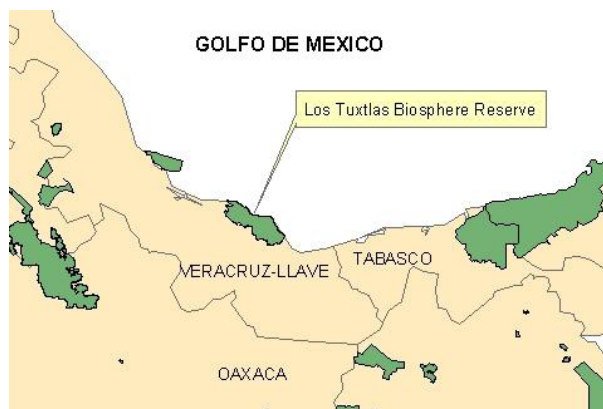 GOLFO DE MEXICO
Los Tuxtlas Biosphere Reserve
VERACRUZ-LLAVE
TABASCO
OAXACA